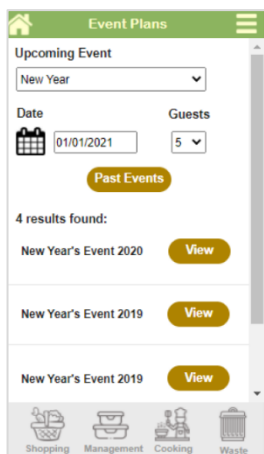 Event Plans
Upcoming Event
New Year
Date Guests
01/01/2021 5
Past Events
4 results found:
New Year's Event 2020 View
New Year's Event 2019 View
New Year's Event 2019 View
Shopping Management Cooking Waste